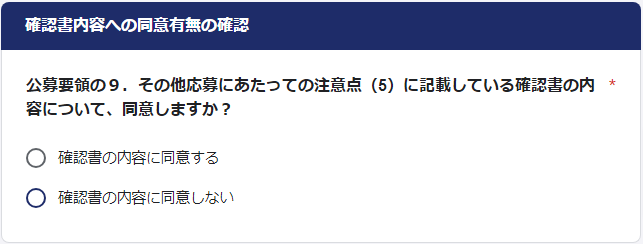 確認書内容への同意有無の確認
公募要領の９．その他応募にあたっての注意点（5）に記載している確認書の内 *
容について、同意しますか？
確認書の内容に同意する
確認書の内容に同意しない